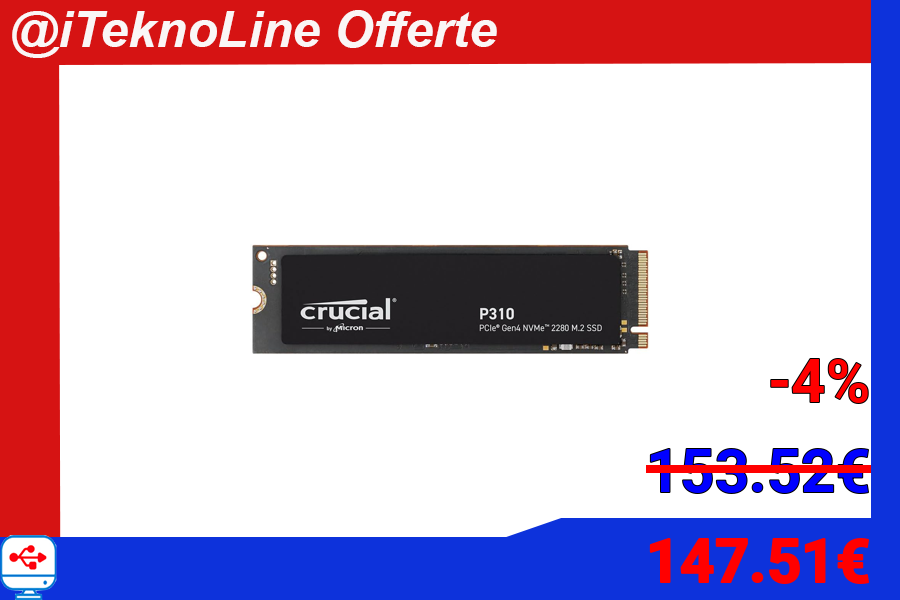 @iTeknoLine Offerte
crucial®
by Micron
P310
PCIe® Gen4 NVMe™ 2280 M.2 SSD
-4%
153.52€
147.51€